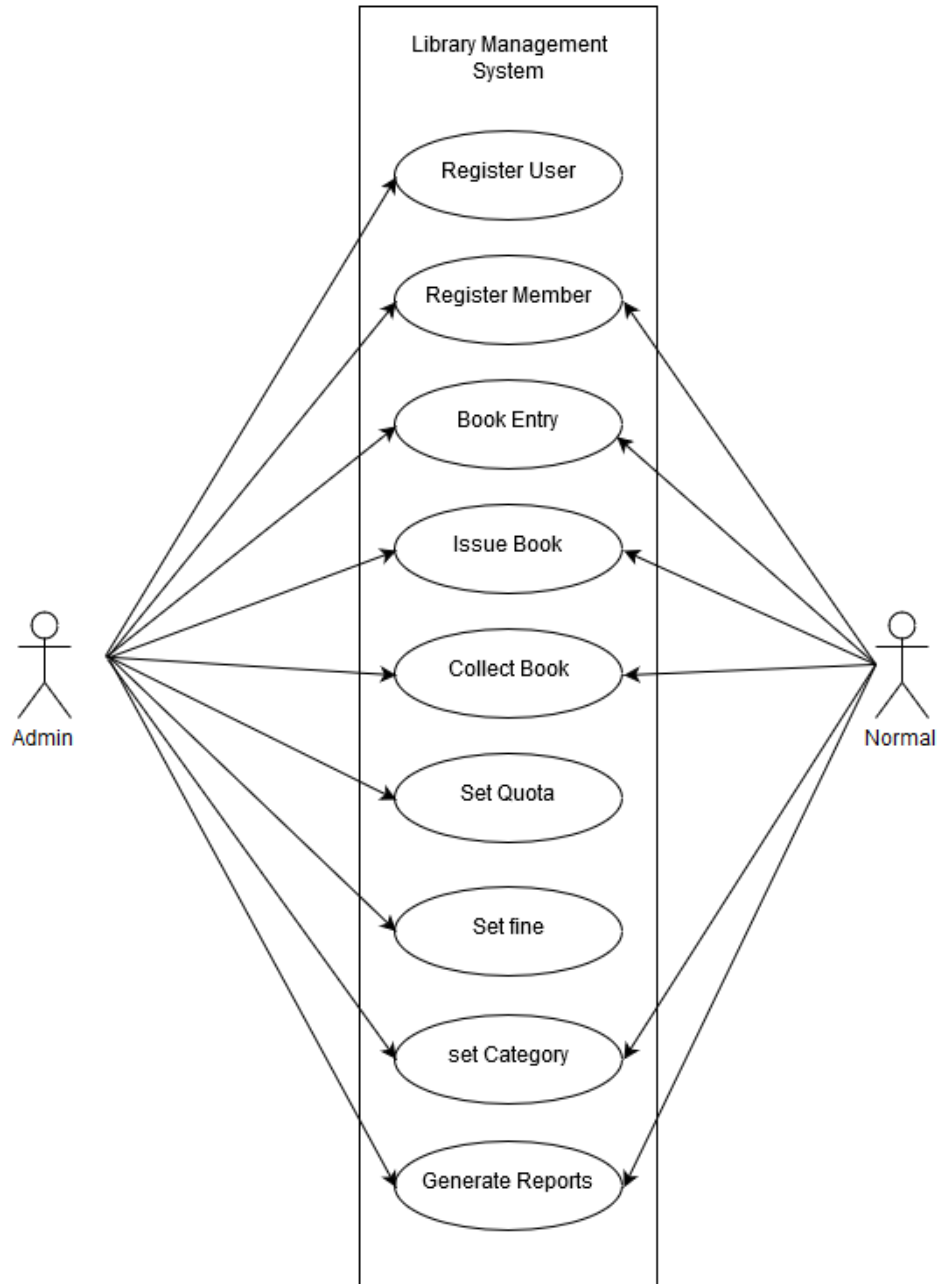 Library Management
System
Register User
Register Member
Book Entry
Issue Book
Collect Book
Admin
Normal
Set Quota
Set fine
set Category
Generate Reports